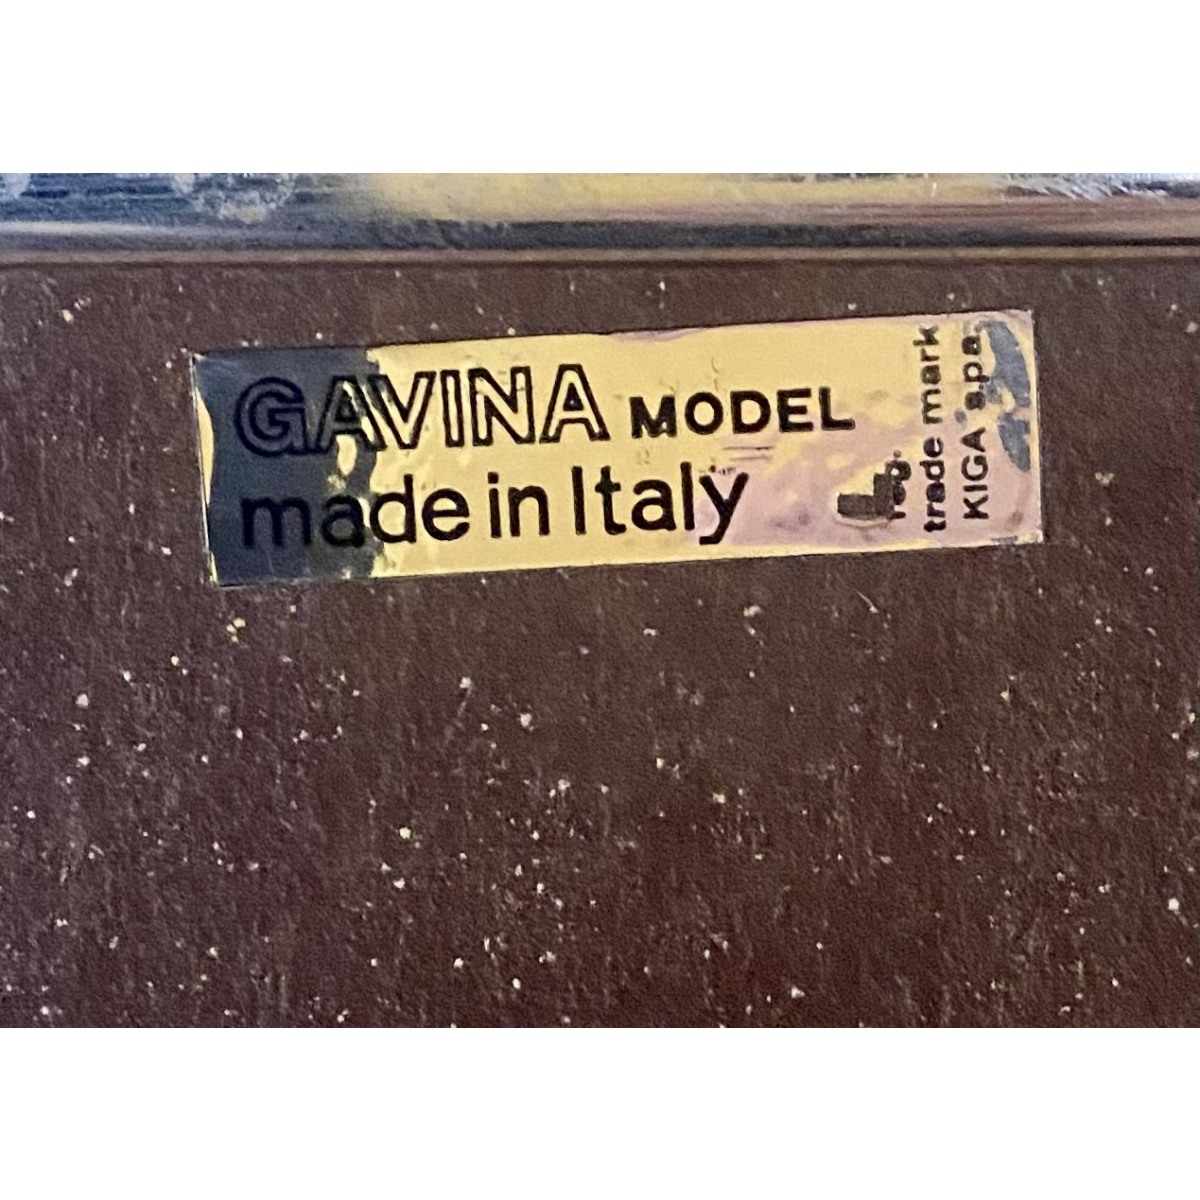 GAVINA MODEL
made in Italy
reg.
trade mark
KIGA s.p.a.